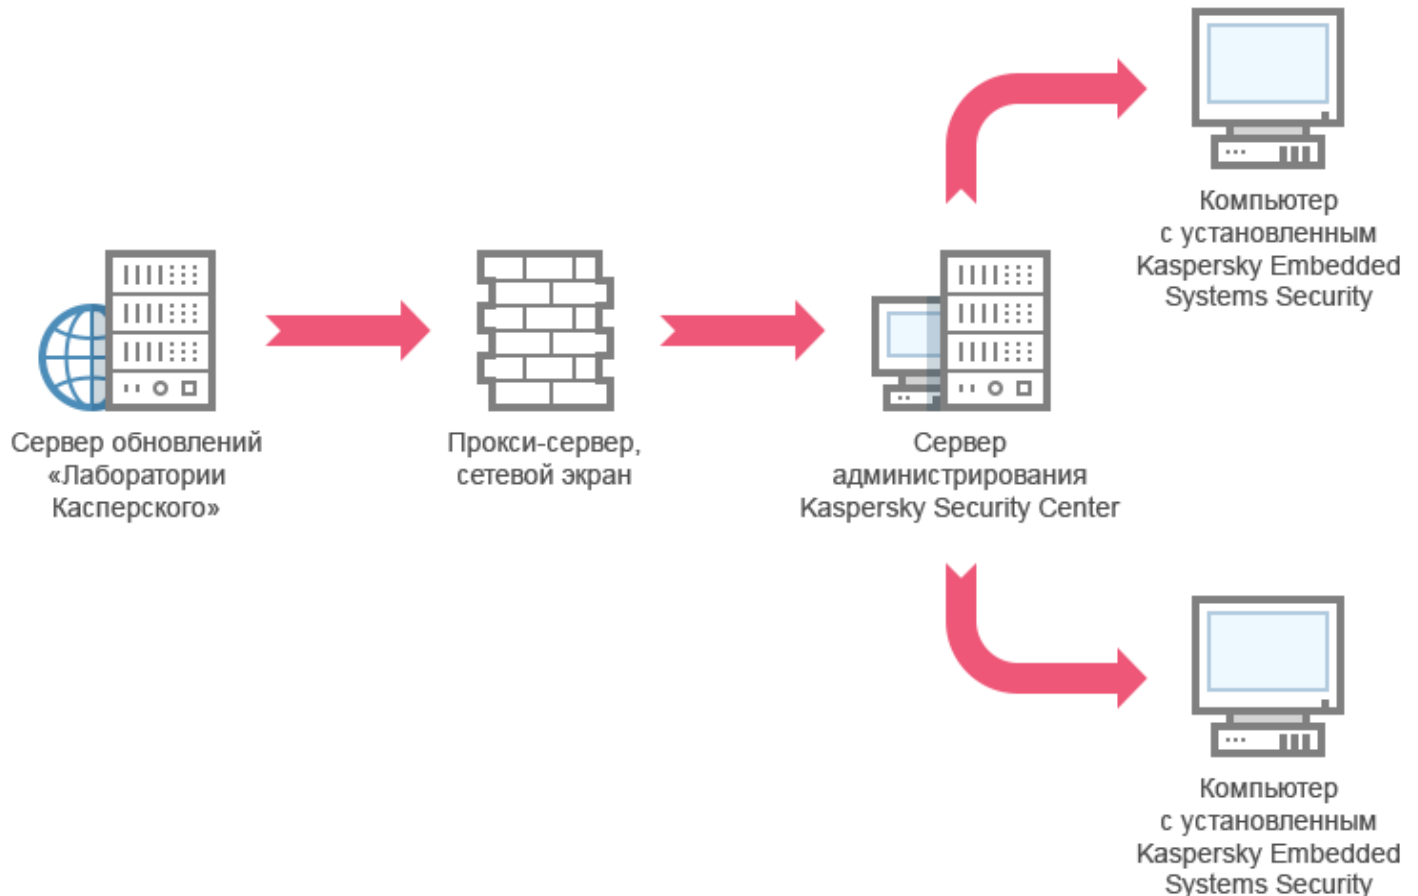 Компьютер
с установленным
Kaspersky Embedded
Systems Security
Сервер обновлений
«Лаборатории
Касперского»
Прокси-сервер,
сетевой экран
Сервер
администрирования
Kaspersky Security Center
Компьютер
с установленным
Kaspersky Embedded
Systems Security